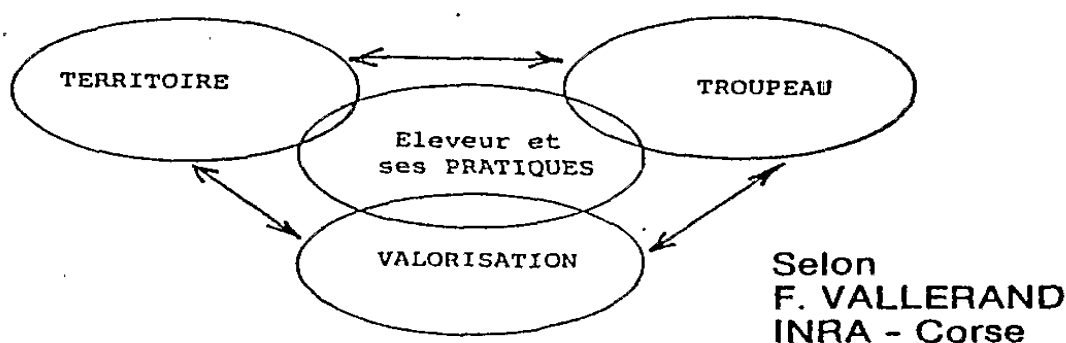 TERRITOIRE
TROUPEAU
Eleveur et
ses PRATIQUES
VALORISATION
Selon
F. VALLERAND
INRA - Corse